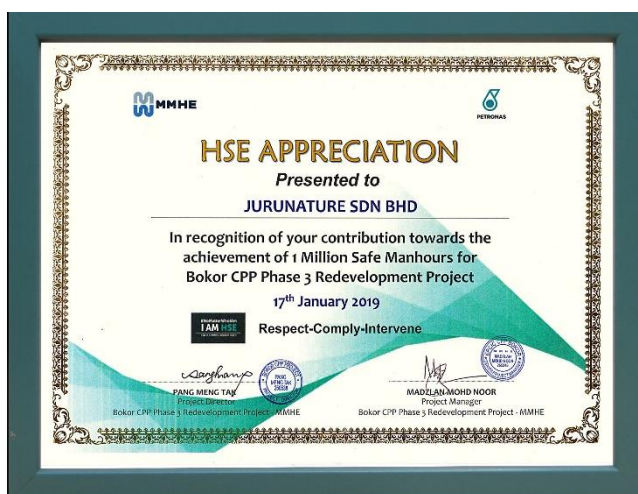 MMHE
PETRONAS
HSE APPRECIATION
Presented to
JURUNATURE SDN BHD
In recognition of your contribution towards the
achievement of 1 Million Safe Manhours for
Bokor CPP Phase 3 Redevelopment Project
17th January 2019
I AM HSE
Respect-Comply-Intervene
PANG MENG TAK
Project Director
Bokor CPP Phase 3 Redevelopment Project - MMHE
MADZLAN MOHD NOOR
Project Manager
Bokor CPP Phase 3 Redevelopment Project - MMHE